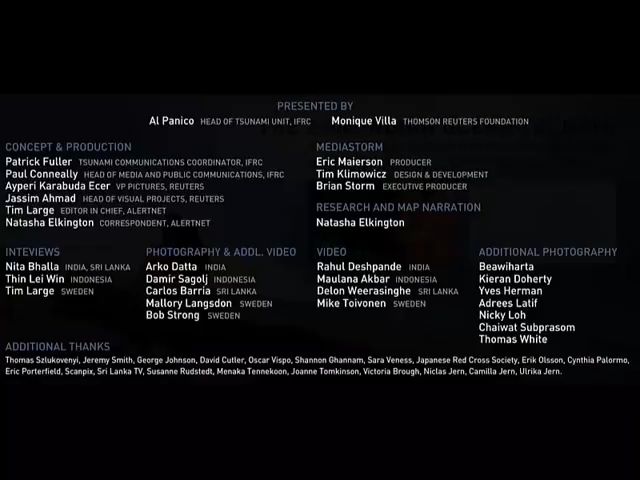 PRESENTED BY
Al Panico HEAD OF TSUNAMI UNIT, IFRC Monique Villa THOMSON REUTERS FOUNDATION
CONCEPT & PRODUCTION
Patrick Fuller TSUNAMI COMMUNICATIONS COORDINATOR, IFRC
Paul Conneally HEAD OF MEDIA AND PUBLIC COMMUNICATIONS, IFRC
Ayperi Karabuda Ecer VP PICTURES, REUTERS
Jassim Ahmad HEAD OF VISUAL PROJECTS, REUTERS
Tim Large EDITOR IN CHIEF, ALERTNET
Natasha Elkington CORRESPONDENT, ALERTNET
MEDIASTORM
Eric Maierson PRODUCER
Tim Klimowicz DESIGN & DEVELOPMENT
Brian Storm EXECUTIVE PRODUCER
RESEARCH AND MAP NARRATION
Natasha Elkington
INTEVIEWS
Nita Bhalla INDIA, SRI LANKA
Thin Lei Win INDONESIA
Tim Large SWEDEN
PHOTOGRAPHY & ADDL. VIDEO
Arko Datta INDIA
Damir Sagolj INDONESIA
Carlos Barria SRI LANKA
Mallory Langsdon SWEDEN
Bob Strong SWEDEN
VIDEO
Rahul Deshpande INDIA
Maulana Akbar INDONESIA
Delon Weerasinghe SRI LANKA
Mike Toivonen SWEDEN
ADDITIONAL PHOTOGRAPHY
Beawiharta
Kieran Doherty
Yves Herman
Adrees Latif
Nicky Loh
Chaiwat Subprasom
Thomas White
ADDITIONAL THANKS
Thomas Szlukovenyi, Jeremy Smith, George Johnson, David Cutler, Oscar Vispo, Shannon Ghannam, Sara Veness, Japanese Red Cross Society, Erik Olsson, Cynthia Palormo,
Eric Porterfield, Scanpix, Sri Lanka TV, Susanne Rudstedt, Menaka Tennekoon, Joanne Tomkinson, Victoria Brough, Niclas Jern, Camilla Jern, Ulrika Jern.